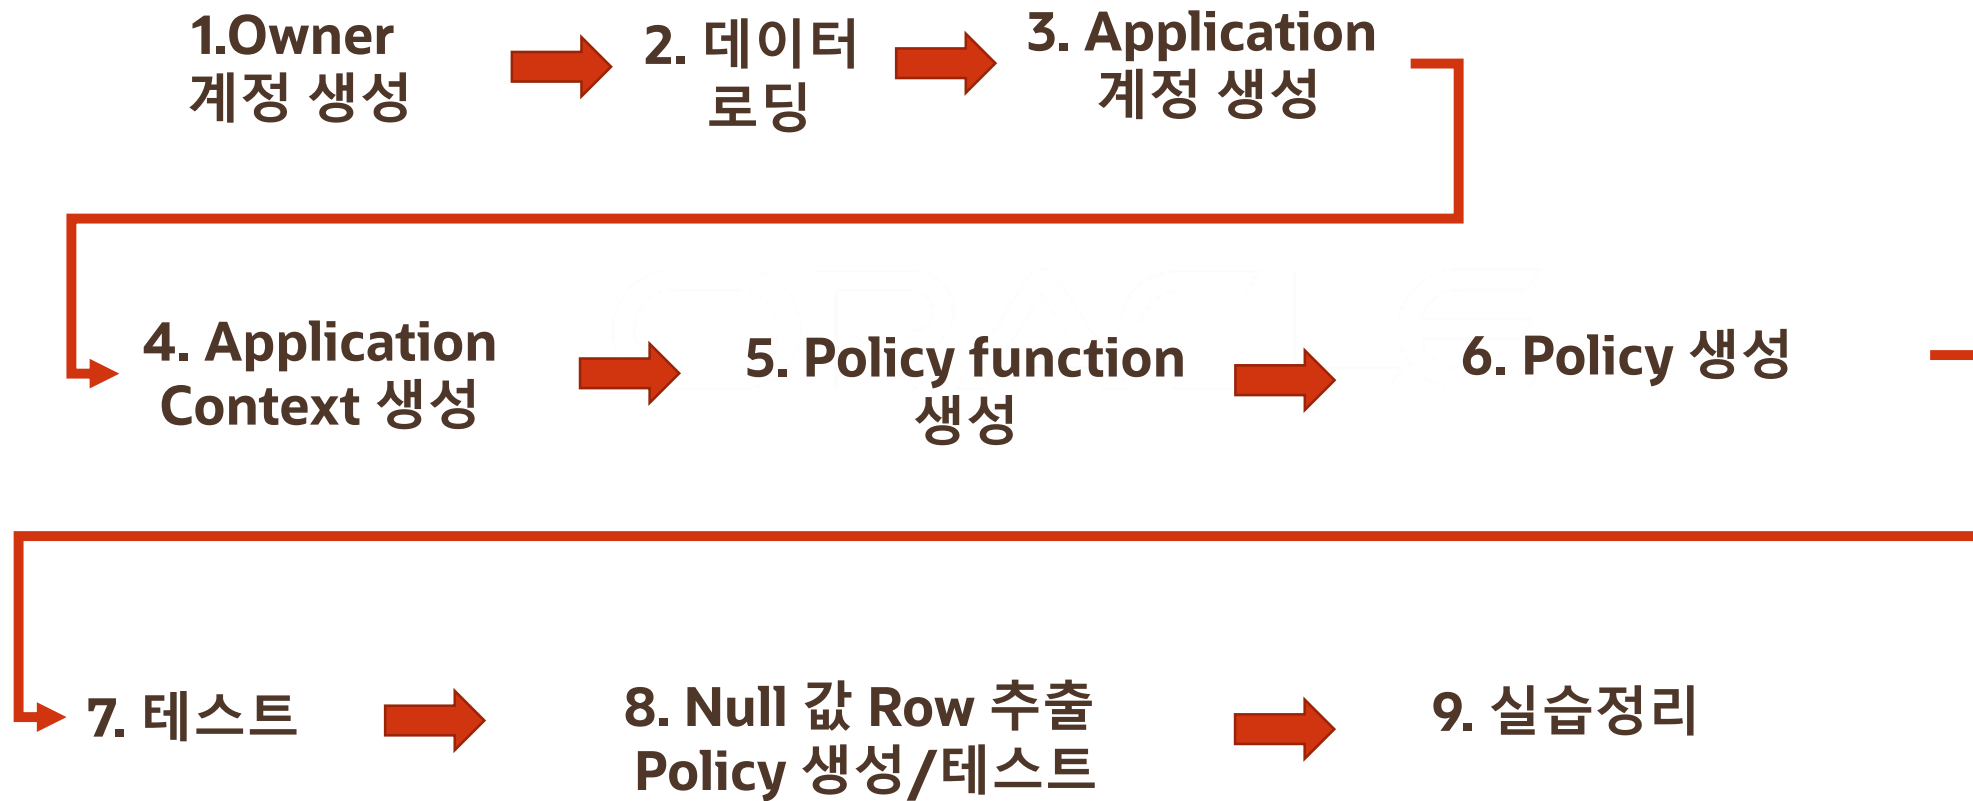 1.Owner
계정 생성
2. 데이터
로딩
3. Application
계정 생성
4. Application
Context 생성
5. Policy function
생성
6. Policy 생성
7. 테스트
8. Null 값 Row 추출
Policy 생성/테스트
9. 실습정리